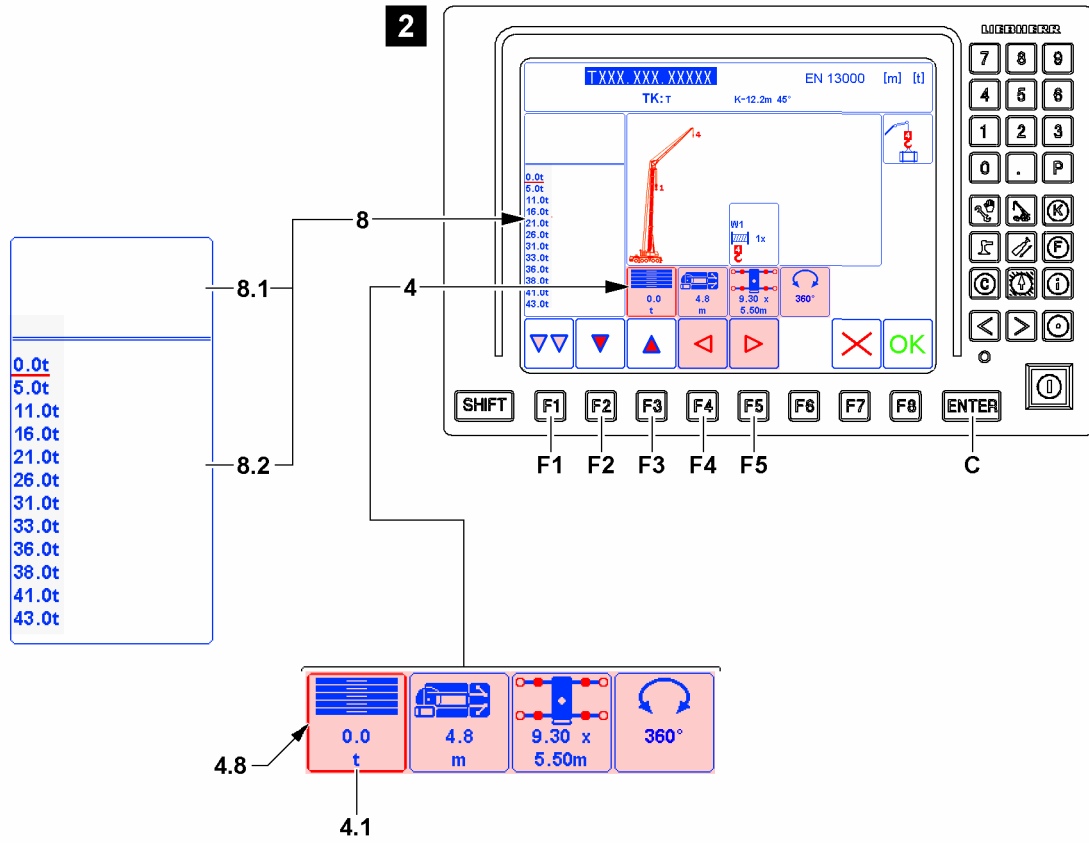 2
LIEBHERR
TXXX.XXX.XXXXX
EN 13000 [m] [t]
TK: T
K-12.2m 45°
4
1
4
0.0t
5.0t
11.0t
16.0t
21.0t
26.0t
31.0t
33.0t
36.0t
38.0t
41.0t
43.0t
W1
1x
4
0.0
t
4.8
m
9.30 x
5.50m
360°
OK
7 8 9
4 5 6
1 2 3
0 . P
K
F
C i
SHIFT F1 F2 F3 F4 F5 F6 F7 F8 ENTER
F1 F2 F3 F4 F5 C
8
8.1
8.2
4
0.0t
5.0t
11.0t
16.0t
21.0t
26.0t
31.0t
33.0t
36.0t
38.0t
41.0t
43.0t
0.0
t
4.8
m
9.30 x
5.50m
360°
4.8
4.1